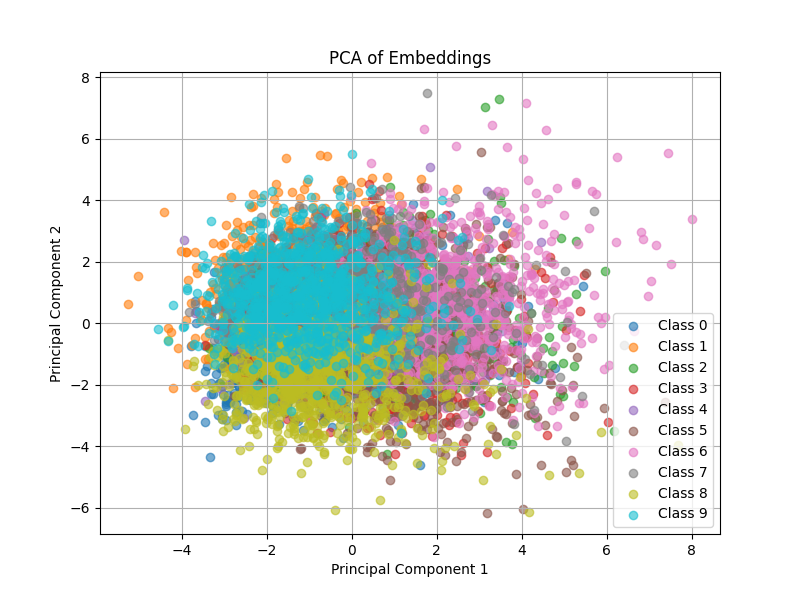 PCA of Embeddings
8
6
4
2
0
−2
−4
−6
Principal Component 2
−4 −2 0 2 4 6 8
Principal Component 1
Class 0
Class 1
Class 2
Class 3
Class 4
Class 5
Class 6
Class 7
Class 8
Class 9